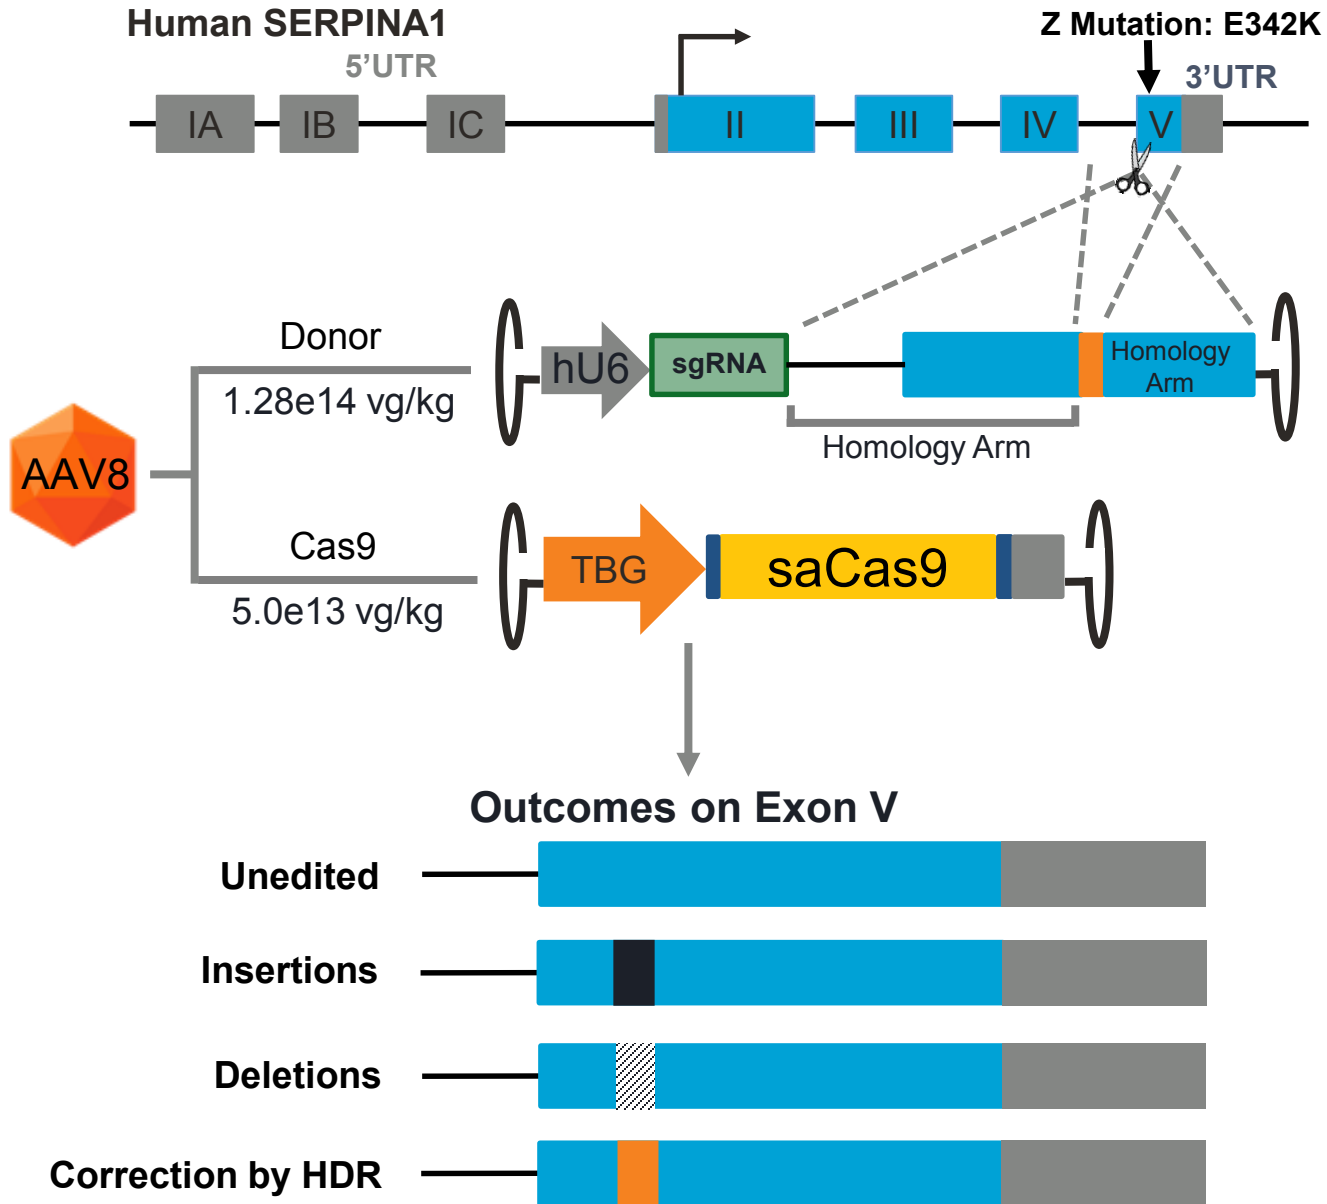 Human SERPINA1
Z Mutation: E342K
5’UTR
3’UTR
IA
IB
IC
II
III
IV
V
Donor
1.28e14 vg/kg
hU6
sgRNA
Homology
Arm
Homology Arm
AAV8
Cas9
5.0e13 vg/kg
TBG
saCas9
Outcomes on Exon V
Unedited
Insertions
Deletions
Correction by HDR